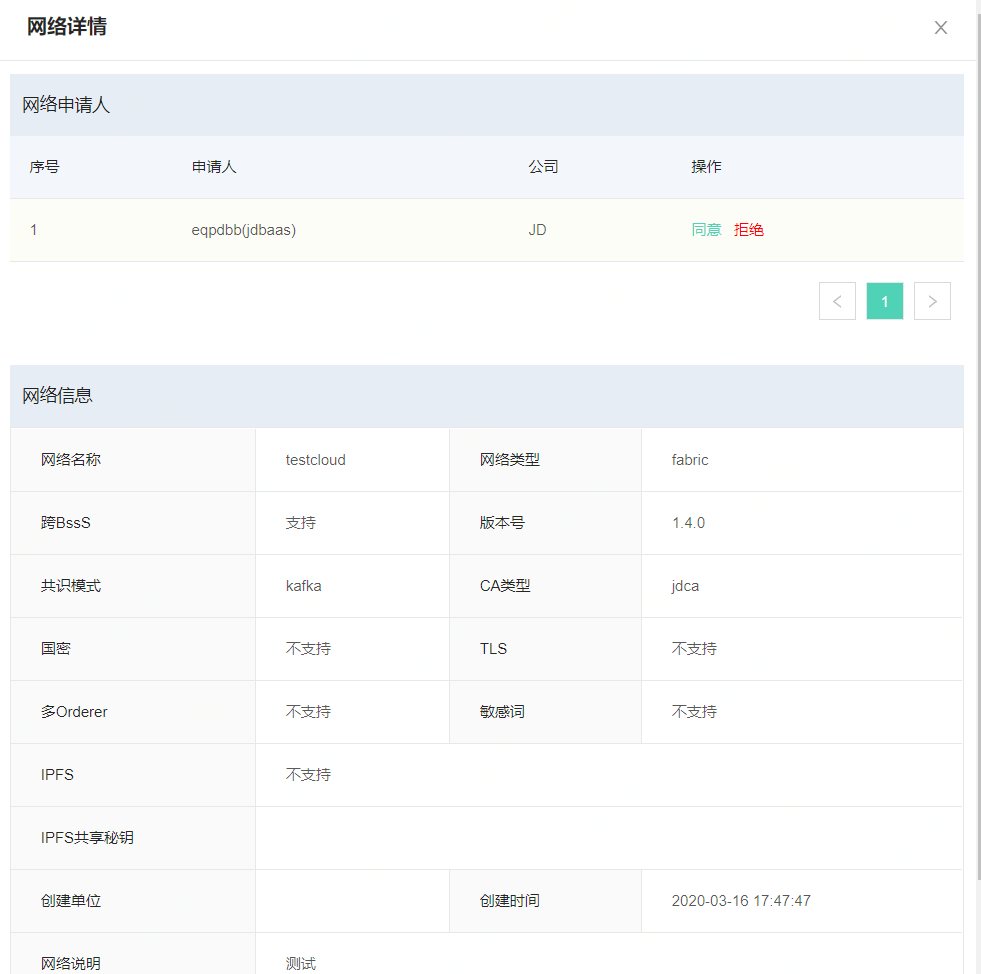 网络详情
网络申请人
序号 申请人 公司 操作
1 eqpdbb(jdbaas) JD 同意 拒绝
1
网络信息
网络名称 testcloud 网络类型 fabric
跨BssS 支持 版本号 1.4.0
共识模式 kafka CA类型 jdca
国密 不支持 TLS 不支持
多Orderer 不支持 敏感词 不支持
IPFS 不支持
IPFS共享秘钥
创建单位 创建时间 2020-03-16 17:47:47
网络说明 测试